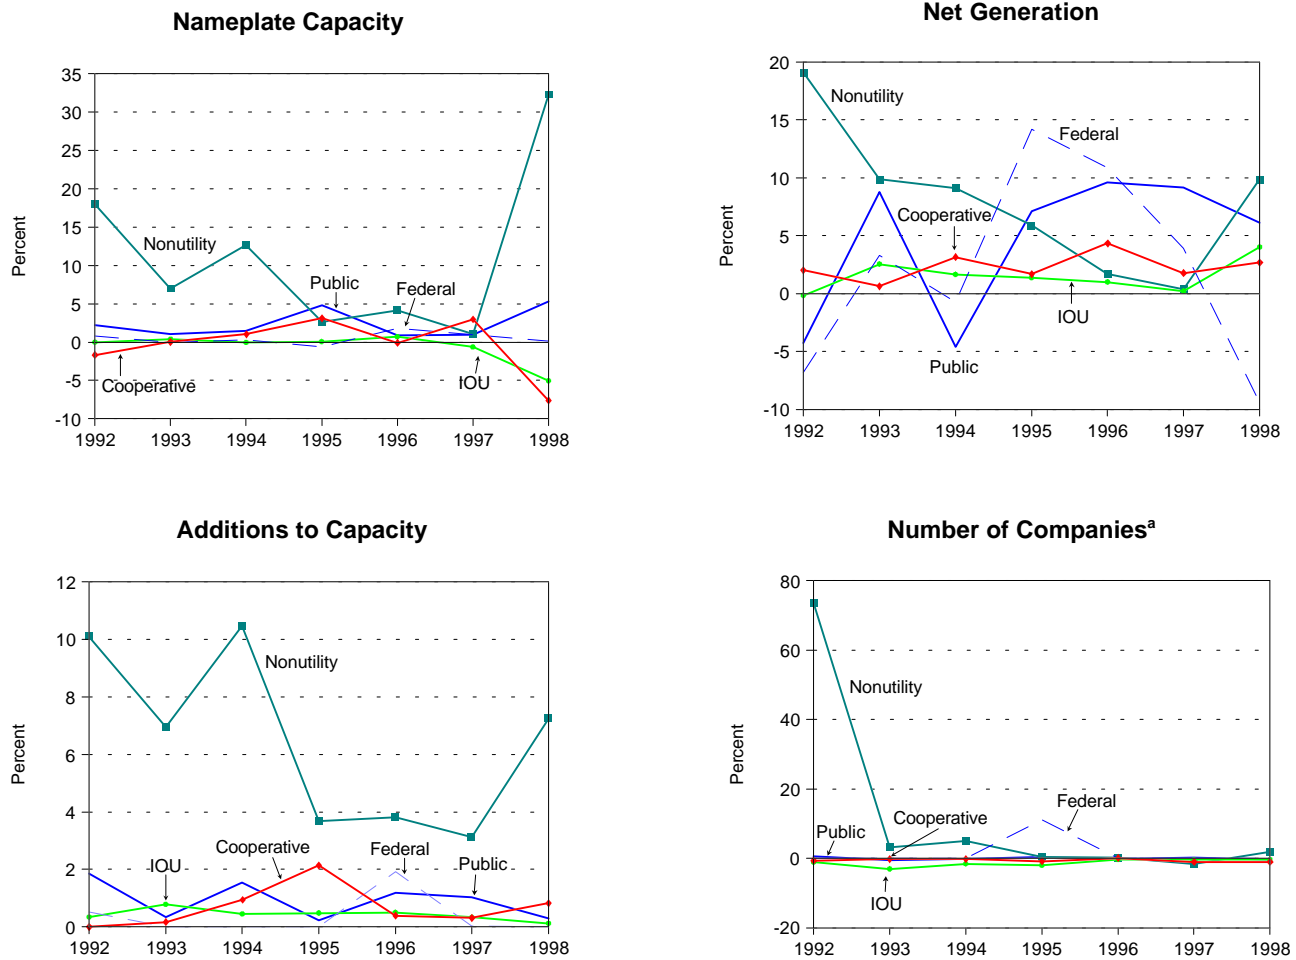 Nameplate Capacity
35
30
25
20
15
10
5
0
-5
-10
Percent
Nonutility
Public
Federal
Cooperative
IOU
1992 1993 1994 1995 1996 1997 1998
Net Generation
20
15
10
5
0
-5
-10
Percent
Nonutility
Federal
Cooperative
IOU
Public
1992 1993 1994 1995 1996 1997 1998
Additions to Capacity
12
10
8
6
4
2
0
Percent
Nonutility
IOU
Cooperative
Federal
Public
1992 1993 1994 1995 1996 1997 1998
Number of Companiesᵃ
80
60
40
20
0
-20
Percent
Nonutility
Public
Cooperative
Federal
IOU
1992 1993 1994 1995 1996 1997 1998